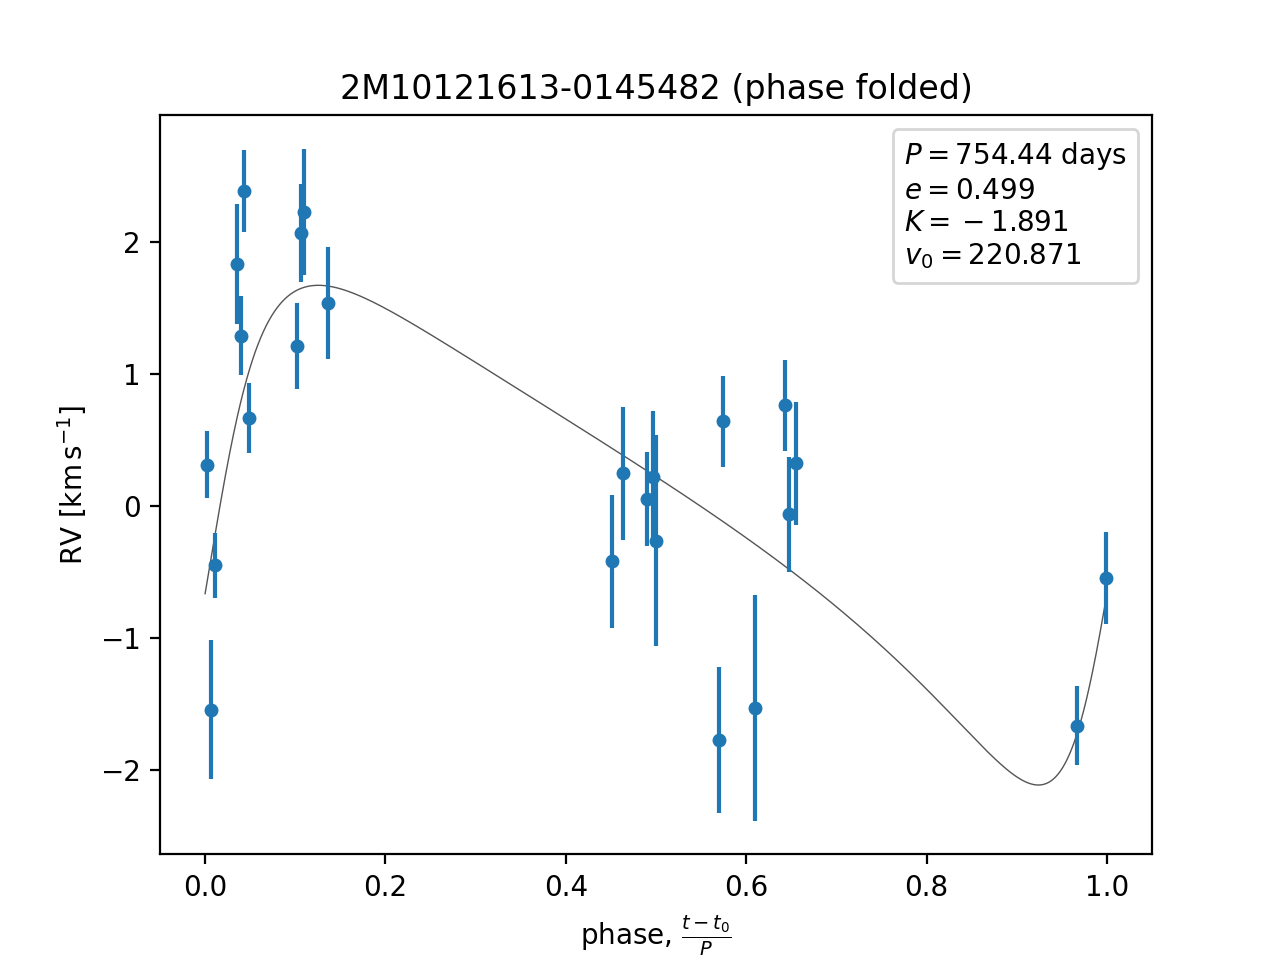 2M10121613-0145482 (phase folded)
P = 754.44 days
e = 0.499
K = −1.891
v₀ = 220.871
RV [km s⁻¹]
2
1
0
−1
−2
0.0 0.2 0.4 0.6 0.8 1.0
phase, (t − t₀)/P